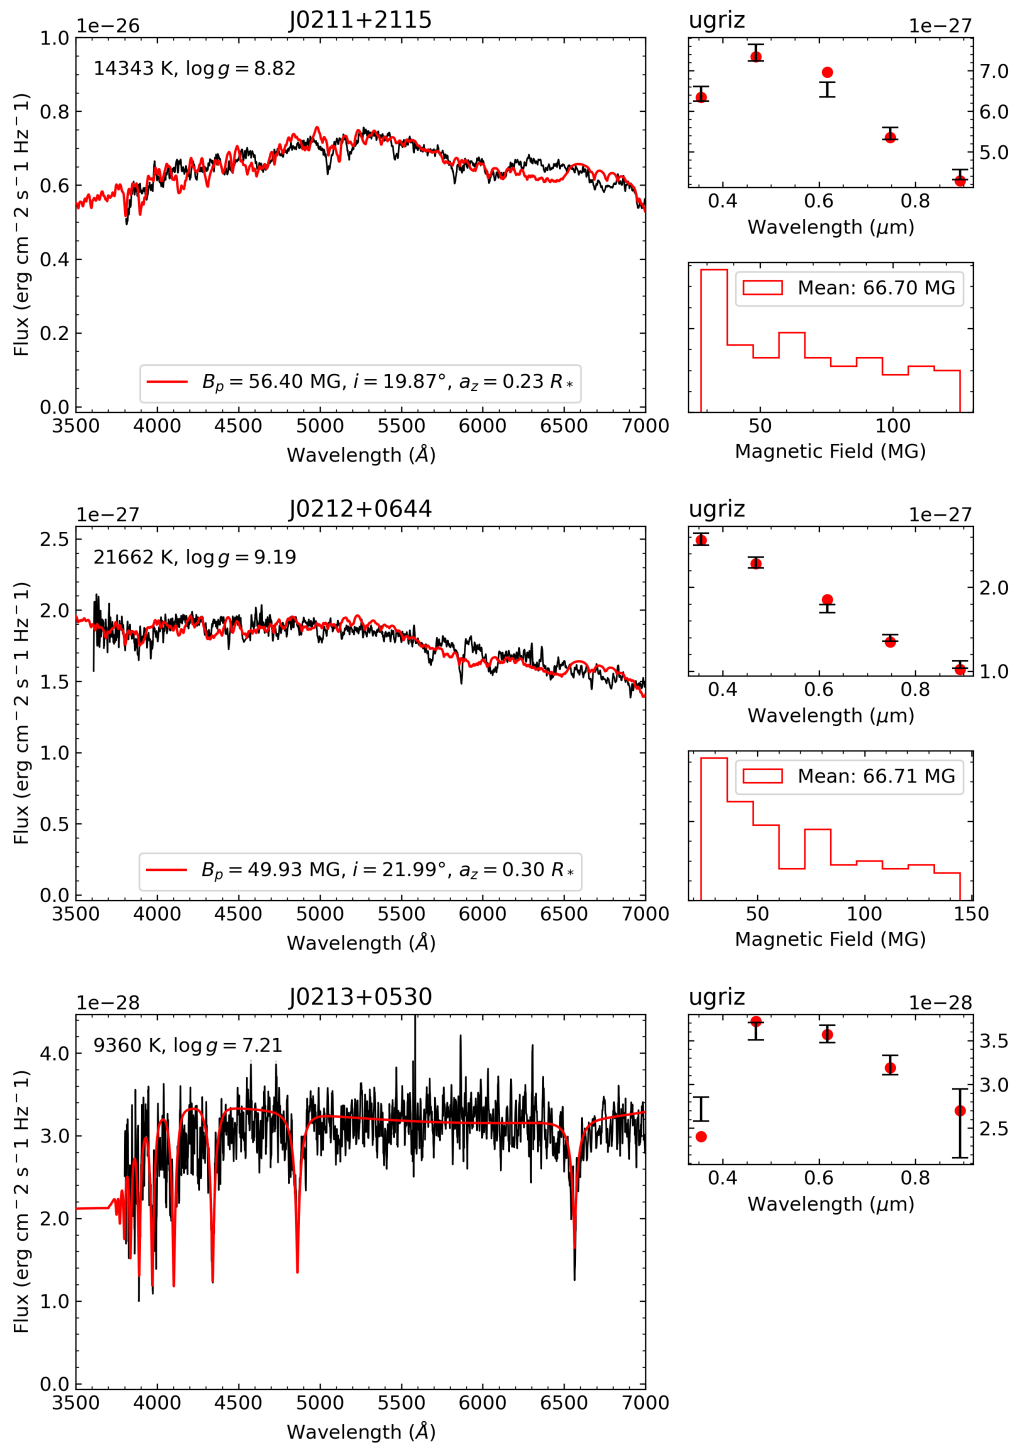 J0211+2115
1e−26
14343 K, log g = 8.82
1.0
0.8
0.6
0.4
0.2
0.0
Flux (erg cm⁻2 s⁻1 Hz⁻1)
B_p = 56.40 MG, i = 19.87°, a_z = 0.23 R_*
3500 4000 4500 5000 5500 6000 6500 7000
Wavelength (Å)
ugriz
1e−27
7.0
6.0
5.0
0.4 0.6 0.8
Wavelength (μm)
Mean: 66.70 MG
50 100
Magnetic Field (MG)
J0212+0644
1e−27
21662 K, log g = 9.19
2.5
2.0
1.5
1.0
0.5
0.0
Flux (erg cm⁻2 s⁻1 Hz⁻1)
B_p = 49.93 MG, i = 21.99°, a_z = 0.30 R_*
3500 4000 4500 5000 5500 6000 6500 7000
Wavelength (Å)
ugriz
1e−27
2.0
1.0
0.4 0.6 0.8
Wavelength (μm)
Mean: 66.71 MG
50 100 150
Magnetic Field (MG)
J0213+0530
1e−28
9360 K, log g = 7.21
4.0
3.0
2.0
1.0
0.0
Flux (erg cm⁻2 s⁻1 Hz⁻1)
3500 4000 4500 5000 5500 6000 6500 7000
Wavelength (Å)
ugriz
1e−28
3.5
3.0
2.5
0.4 0.6 0.8
Wavelength (μm)